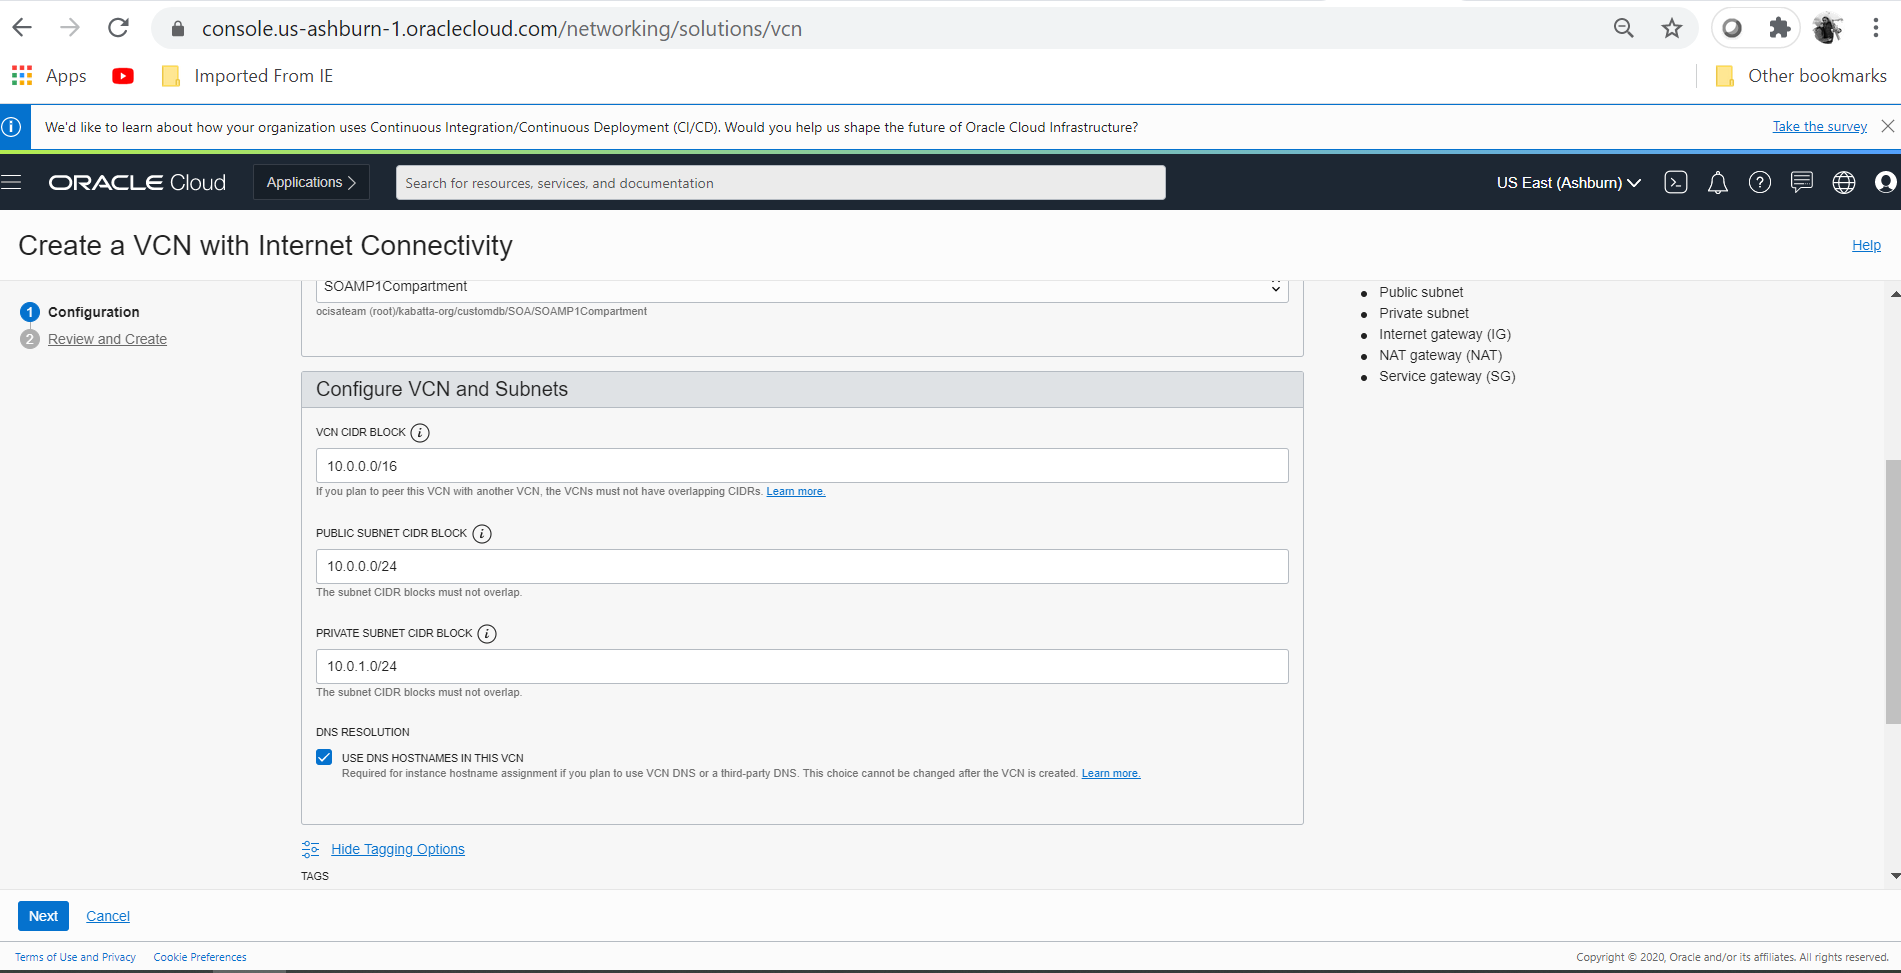 console.us-ashburn-1.oraclecloud.com/networking/solutions/vcn
Apps
Imported From IE
Other bookmarks
We'd like to learn about how your organization uses Continuous Integration/Continuous Deployment (CI/CD). Would you help us shape the future of Oracle Cloud Infrastructure?
Take the survey
ORACLE Cloud
Applications
Search for resources, services, and documentation
US East (Ashburn)
Create a VCN with Internet Connectivity
Help
1 Configuration
2 Review and Create
SOAMP1Compartment
ocisateam (root)/kabatta-org/customdb/SOA/SOAMP1Compartment
Configure VCN and Subnets
VCN CIDR BLOCK
10.0.0.0/16
If you plan to peer this VCN with another VCN, the VCNs must not have overlapping CIDRs. Learn more.
PUBLIC SUBNET CIDR BLOCK
10.0.0.0/24
The subnet CIDR blocks must not overlap.
PRIVATE SUBNET CIDR BLOCK
10.0.1.0/24
The subnet CIDR blocks must not overlap.
DNS RESOLUTION
USE DNS HOSTNAMES IN THIS VCN
Required for instance hostname assignment if you plan to use VCN DNS or a third-party DNS. This choice cannot be changed after the VCN is created. Learn more.
Hide Tagging Options
TAGS
• Public subnet
• Private subnet
• Internet gateway (IG)
• NAT gateway (NAT)
• Service gateway (SG)
Next
Cancel
Terms of Use and Privacy
Cookie Preferences
Copyright © 2020, Oracle and/or its affiliates. All rights reserved.